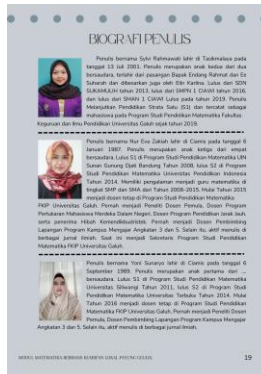 BIOGRAFI PENULIS
Penulis bernama Syivi Rahmawati lahir di Tasikmalaya pada
tanggal 13 Juli 2001. Penulis merupakan anak kedua dari dua
bersaudara, terlahir dari pasangan Bapak Endang Rahmat dan Ee
Suharsih dan dibesarkan juga oleh Elin Karlina. Lulus dari SDN
SUKAMULIH tahun 2013, lulus dari SMPN 1 CIAWI tahun 2016,
dan lulus dari SMAN 1 CIAWI Lulus pada tahun 2019. Penulis
Melanjutkan Pendidikan Strata Satu (S1) dan tercatat sebagai
mahasiswa pada Program Studi Pendidikan Matematika Fakultas
Keguruan dan Ilmu Pendidikan Universitas Galuh sejak tahun 2019.
Penulis bernama Nur Eva Zakiah lahir di Ciamis pada tanggal 6
Januari 1987. Penulis merupakan anak ketiga dari empat
bersaudara. Lulus S1 di Program Studi Pendidikan Matematika UIN
Sunan Gunung Djati Bandung Tahun 2008, lulus S2 di Program
Studi Pendidikan Matematika Universitas Pendidikan Indonesia
Tahun 2014. Memiliki pengalaman menjadi guru matematika di
tingkat SMP dan SMA dari Tahun 2008-2015. Mulai Tahun 2015
menjadi dosen tetap di Program Studi Pendidikan Matematika
FKIP Universitas Galuh. Pernah menjadi Peneliti Dosen Pemula, Dosen Program
Pertukaran Mahasiswa Merdeka Dalam Negeri, Dosen Program Pendidikan Jarak Jauh,
serta penerima Hibah Kemendikbudristek. Pernah menjadi Dosen Pembimbing
Lapangan Program Kampus Mengajar Angkatan 3 dan 5. Selain itu, aktif menulis di
berbagai jurnal ilmiah. Saat ini menjadi Sekretaris Program Studi Pendidikan
Matematika FKIP Universitas Galuh.
Penulis bernama Yoni Sunaryo lahir di Ciamis pada tanggal 6
September 1989. Penulis merupakan anak pertama dari ...
bersaudara. Lulus S1 di Program Studi Pendidikan Matematika
Universitas Siliwangi Tahun 2011, lulus S2 di Program Studi
Pendidikan Matematika Universitas Terbuka Tahun 2014. Mulai
Tahun 2016 menjadi dosen tetap di Program Studi Pendidikan
Matematika FKIP Universitas Galuh. Pernah menjadi Peneliti Dosen
Pemula, Dosen Pembimbing Lapangan Program Kampus Mengajar
Angkatan 3 dan 5. Selain itu, aktif menulis di berbagai jurnal ilmiah.
MODUL MATEMATIKA BERBASIS KEARIFAN LOKAL PAYUNG GEULIS
19